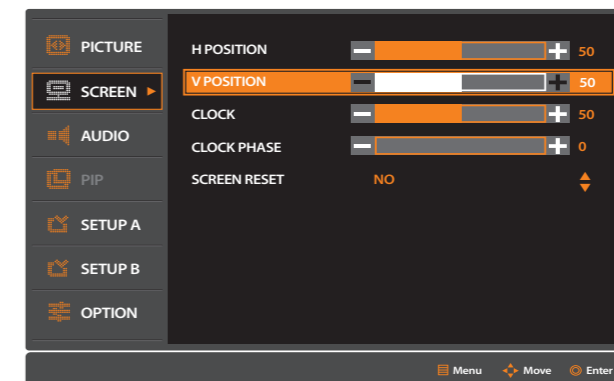 PICTURE
SCREEN
AUDIO
PIP
SETUP A
SETUP B
OPTION
H POSITION 50
V POSITION 50
CLOCK 50
CLOCK PHASE 0
SCREEN RESET NO
Menu Move Enter